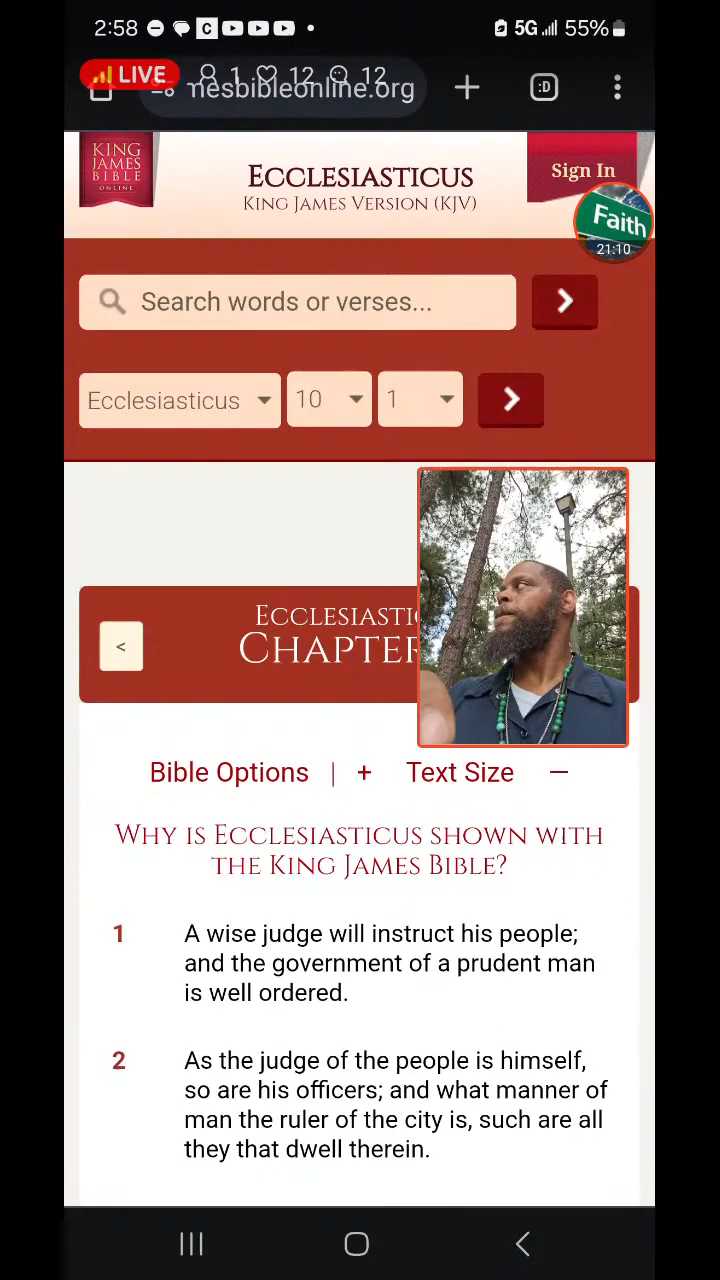 2:58
5G
55%
LIVE
1
12
12
nesbibleonline.org
:D
KING
JAMES
BIBLE
ONLINE
ECCLESIASTICUS
KING JAMES VERSION (KJV)
Sign In
Faith
21:10
Search words or verses...
Ecclesiasticus
10
1
ECCLESIASTIC
CHAPTER
<
Bible Options | + Text Size —
WHY IS ECCLESIASTICUS SHOWN WITH
THE KING JAMES BIBLE?
1 A wise judge will instruct his people;
and the government of a prudent man
is well ordered.
2 As the judge of the people is himself,
so are his officers; and what manner of
man the ruler of the city is, such are all
they that dwell therein.